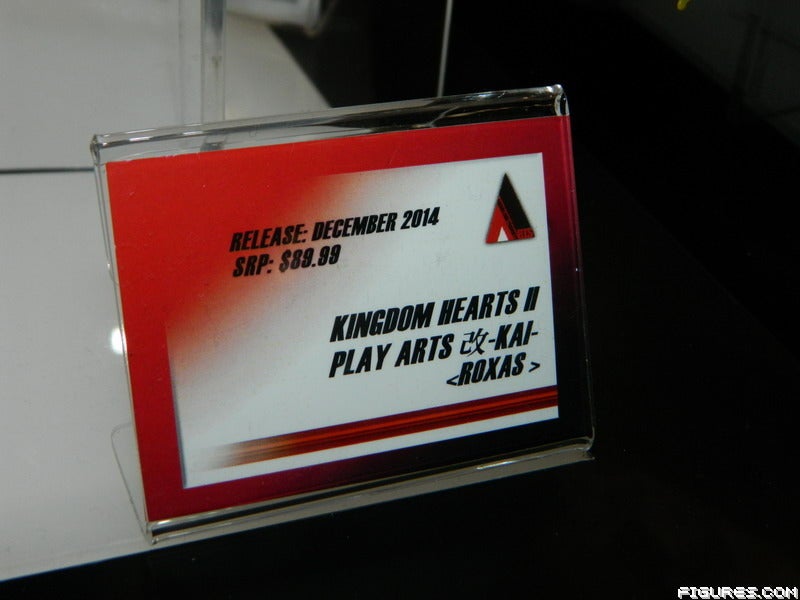 RELEASE: DECEMBER 2014
SRP: $89.99
KINGDOM HEARTS II
PLAY ARTS 改-KAI-
<ROXAS >
FIGURES.COM